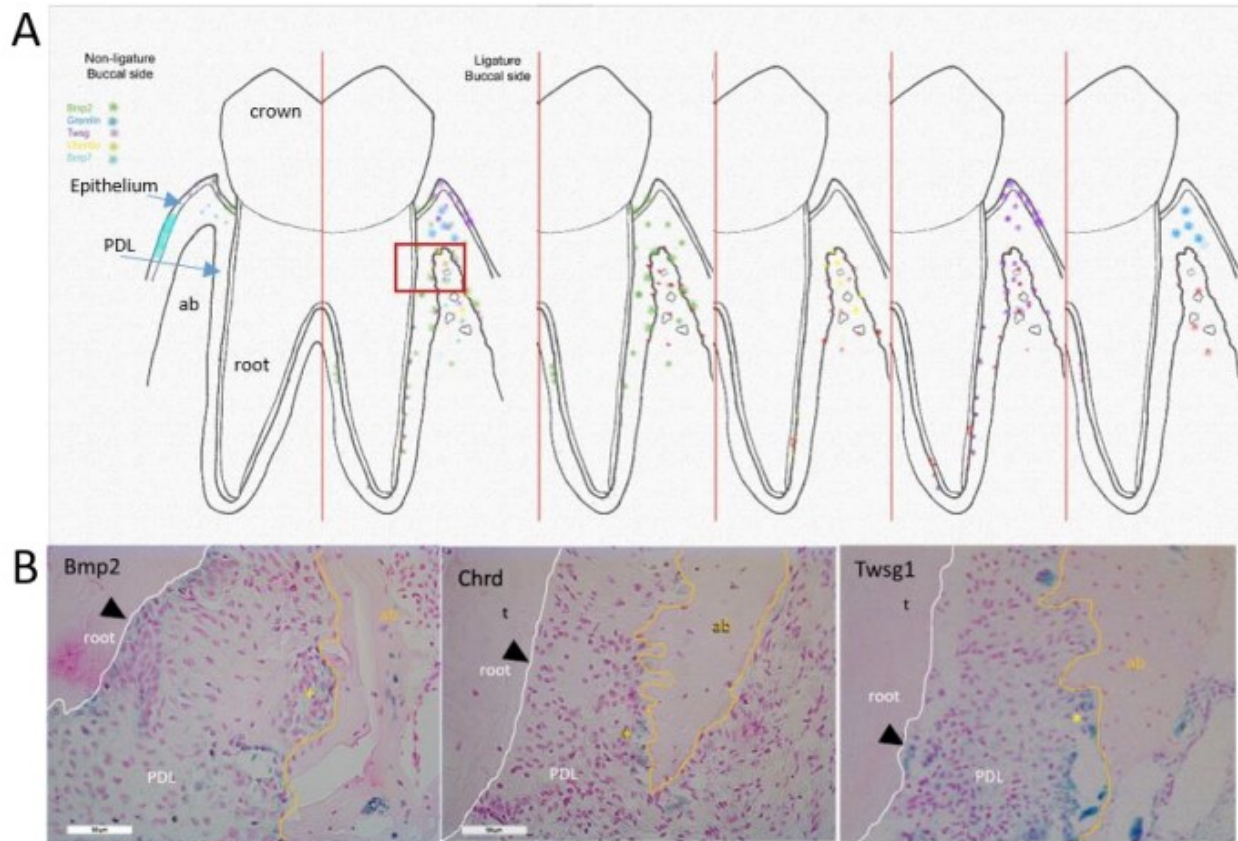 A
Non-ligature
Buccal side
Ligature
Buccal side
Bmp2
Gremlin
Twsg
Bmp7
crown
Epithelium
PDL
ab
root
B
Bmp2
root
ab
PDL
Chrd
t
root
ab
PDL
Twsg1
t
root
ab
PDL